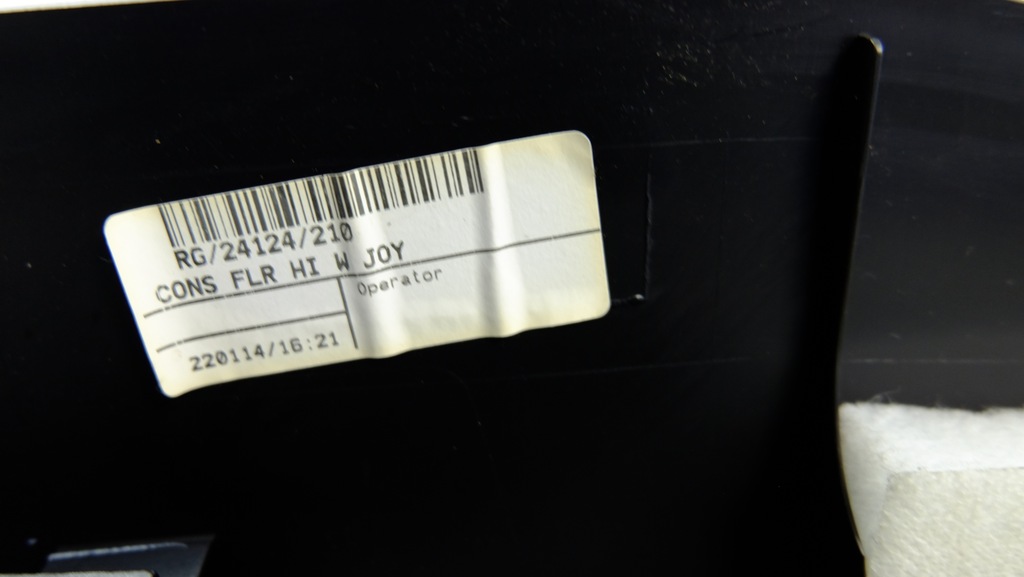 RG/24124/210
CONS FLR HI W JOY
Operator
220114/16:21